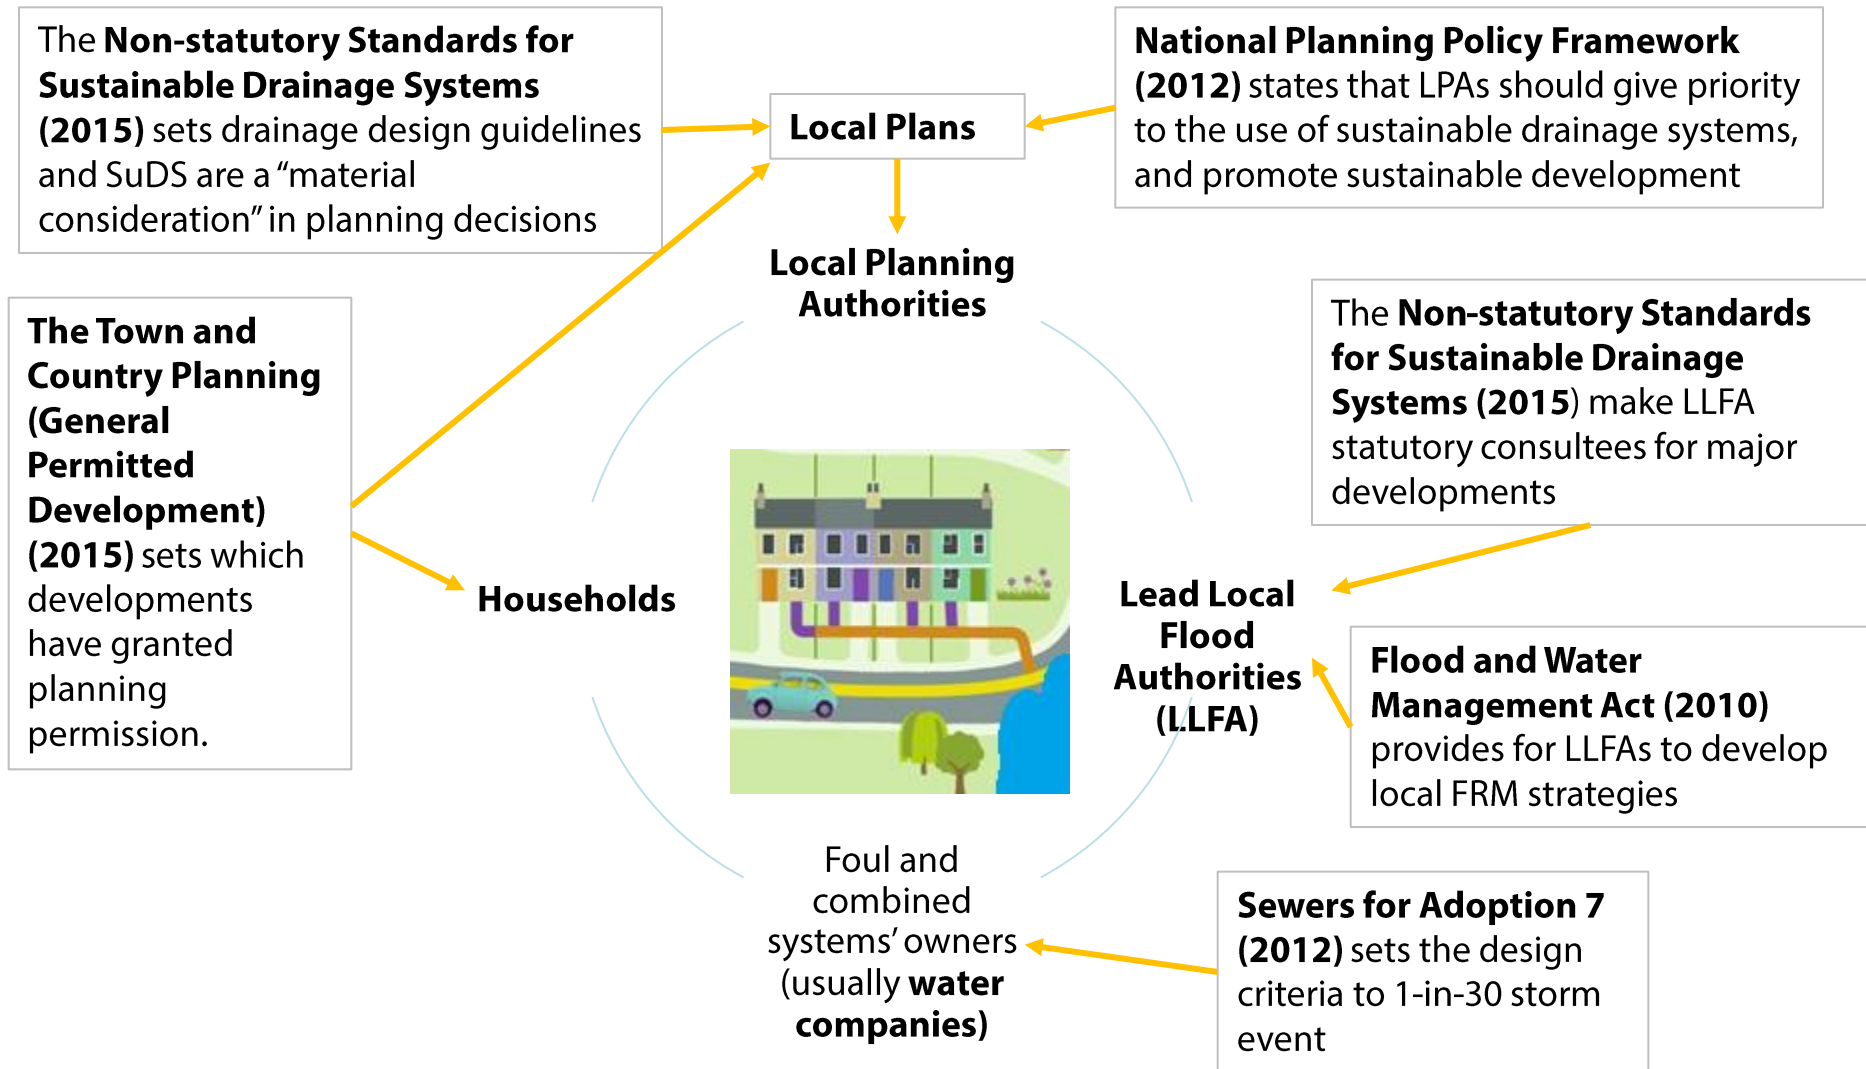 The Non-statutory Standards for
Sustainable Drainage Systems
(2015) sets drainage design guidelines
and SuDS are a “material
consideration” in planning decisions
Local Plans
National Planning Policy Framework
(2012) states that LPAs should give priority
to the use of sustainable drainage systems,
and promote sustainable development
Local Planning
Authorities
The Town and
Country Planning
(General
Permitted
Development)
(2015) sets which
developments
have granted
planning
permission.
Households
The Non-statutory Standards
for Sustainable Drainage
Systems (2015) make LLFA
statutory consultees for major
developments
Lead Local
Flood
Authorities
(LLFA)
Flood and Water
Management Act (2010)
provides for LLFAs to develop
local FRM strategies
Foul and
combined
systems’ owners
(usually water
companies)
Sewers for Adoption 7
(2012) sets the design
criteria to 1-in-30 storm
event